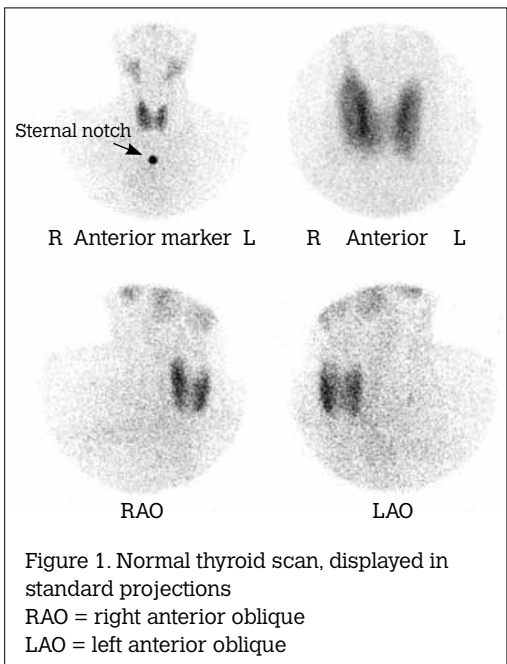 Sternal notch
R Anterior marker L
R Anterior L
RAO
LAO
Figure 1. Normal thyroid scan, displayed in
standard projections
RAO = right anterior oblique
LAO = left anterior oblique